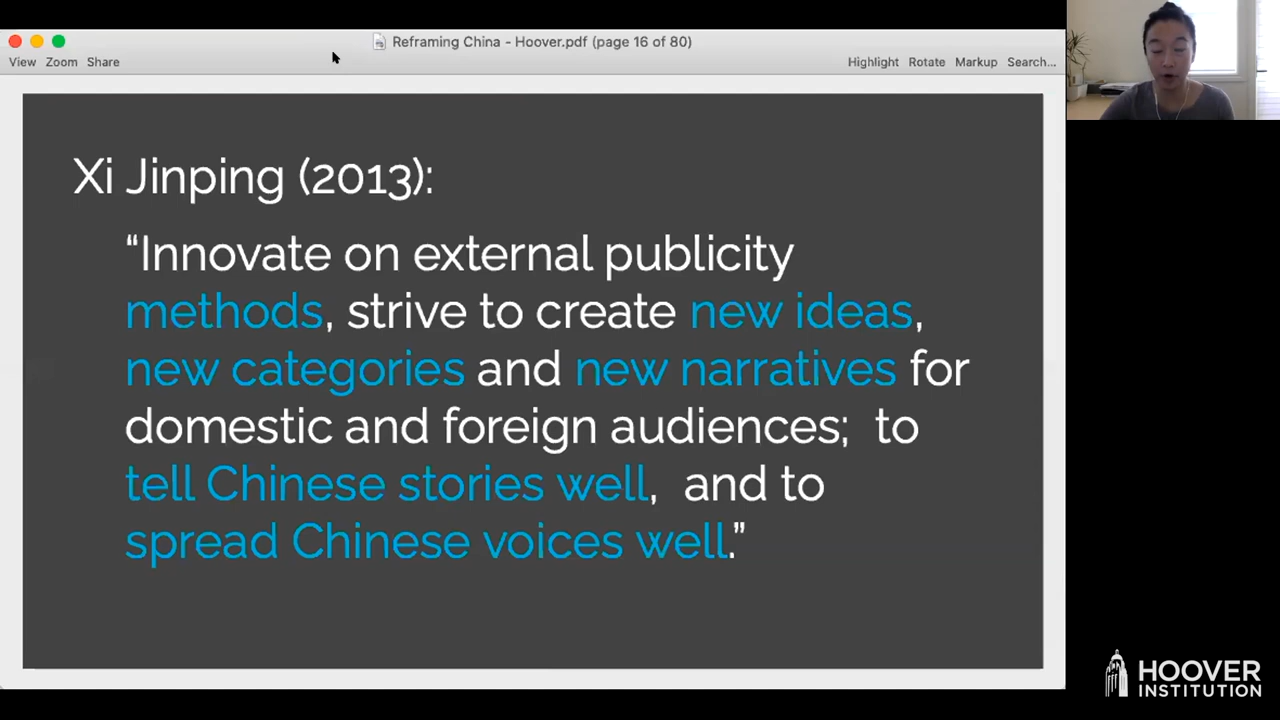 Reframing China - Hoover.pdf (page 16 of 80)
View Zoom Share Highlight Rotate Markup Search...
Xi Jinping (2013):
“Innovate on external publicity
methods, strive to create new ideas,
new categories and new narratives for
domestic and foreign audiences; to
tell Chinese stories well, and to
spread Chinese voices well.”
HOOVER
INSTITUTION